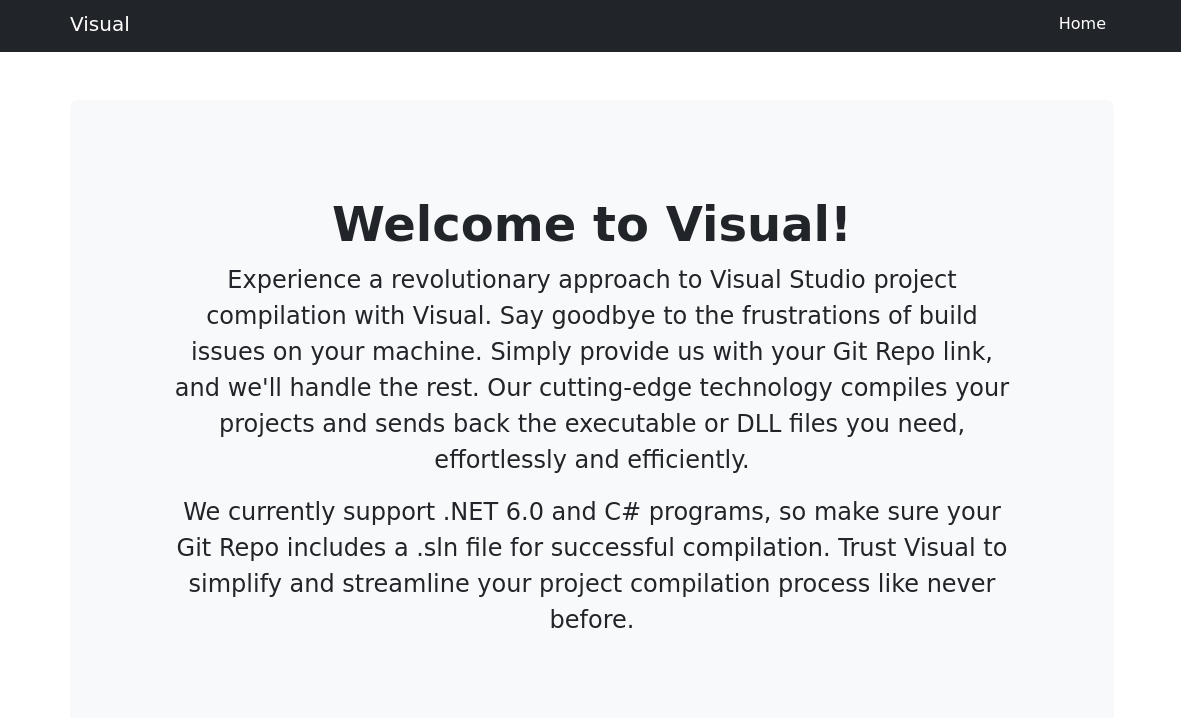 Visual
Home
Welcome to Visual!
Experience a revolutionary approach to Visual Studio project
compilation with Visual. Say goodbye to the frustrations of build
issues on your machine. Simply provide us with your Git Repo link,
and we'll handle the rest. Our cutting-edge technology compiles your
projects and sends back the executable or DLL files you need,
effortlessly and efficiently.
We currently support .NET 6.0 and C# programs, so make sure your
Git Repo includes a .sln file for successful compilation. Trust Visual to
simplify and streamline your project compilation process like never
before.